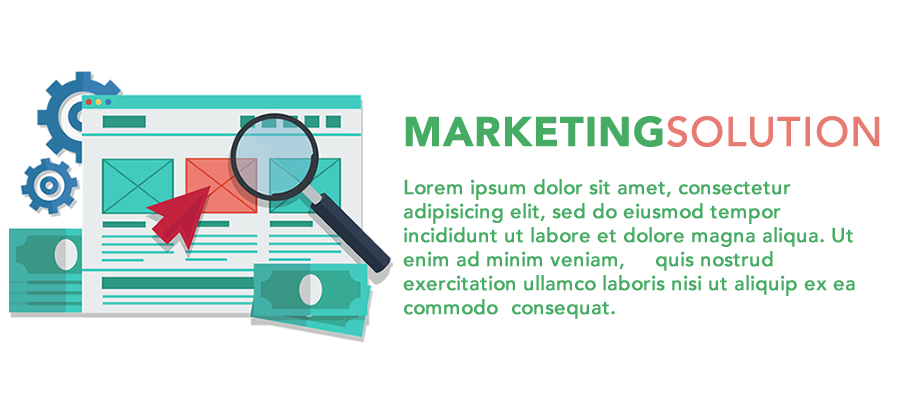 MARKETINGSOLUTION
Lorem ipsum dolor sit amet, consectetur
adipisicing elit, sed do eiusmod tempor
incididunt ut labore et dolore magna aliqua. Ut
enim ad minim veniam, quis nostrud
exercitation ullamco laboris nisi ut aliquip ex ea
commodo consequat.